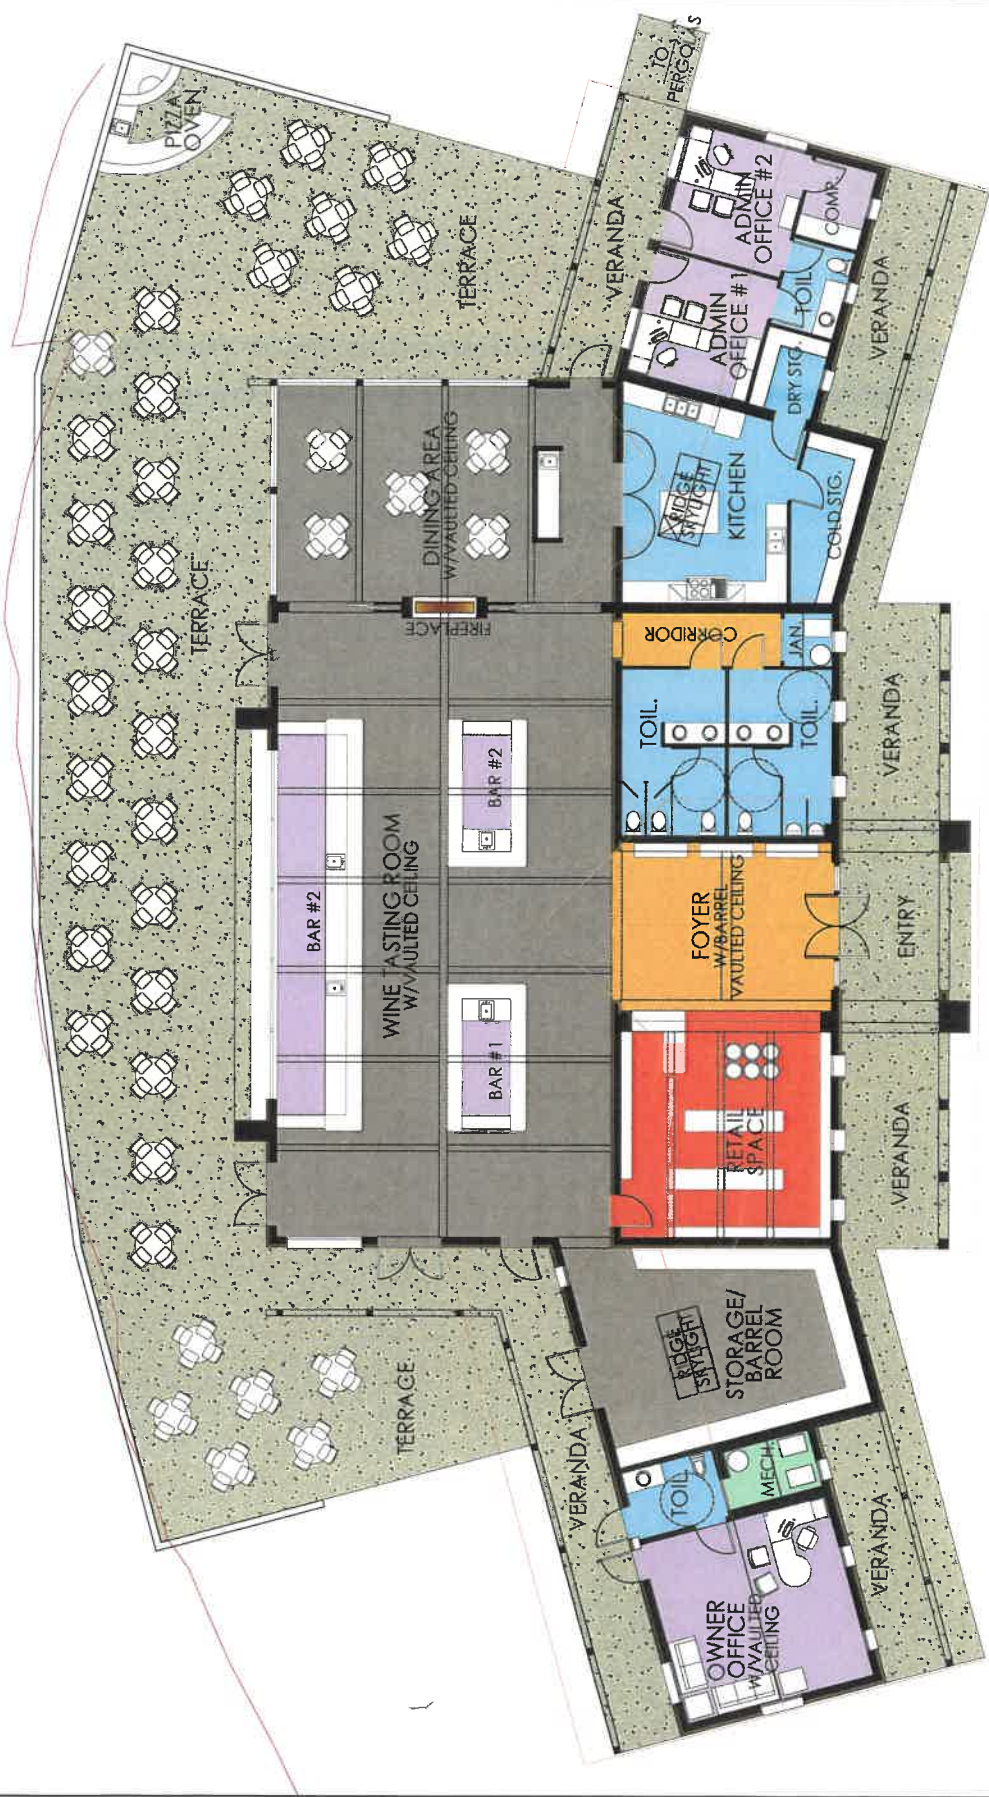 PIZZA
OVEN
TERRACE
TERRACE
TERRACE
TO
PERGOLAS
VERANDA
ADMIN
OFFICE #2
COMP.
ADMIN
OFFICE #1
TOIL.
DRY STG.
VERANDA
DINING AREA
W/VAULTED CEILING
RIDGE
SKYLIGHT
KITCHEN
COLD STG.
FIREPLACE
CORRIDOR
JAN.
TOIL.
TOIL.
VERANDA
BAR #2
BAR #2
WINE TASTING ROOM
W/VAULTED CEILING
BAR #1
FOYER
W/BARREL
VAULTED CEILING
ENTRY
RETAIL
SPACE
VERANDA
RIDGE
SKYLIGHT
STORAGE/
BARREL
ROOM
VERANDA
TOIL.
MECH.
VERANDA
OWNER
OFFICE
W/VAULTED
CEILING